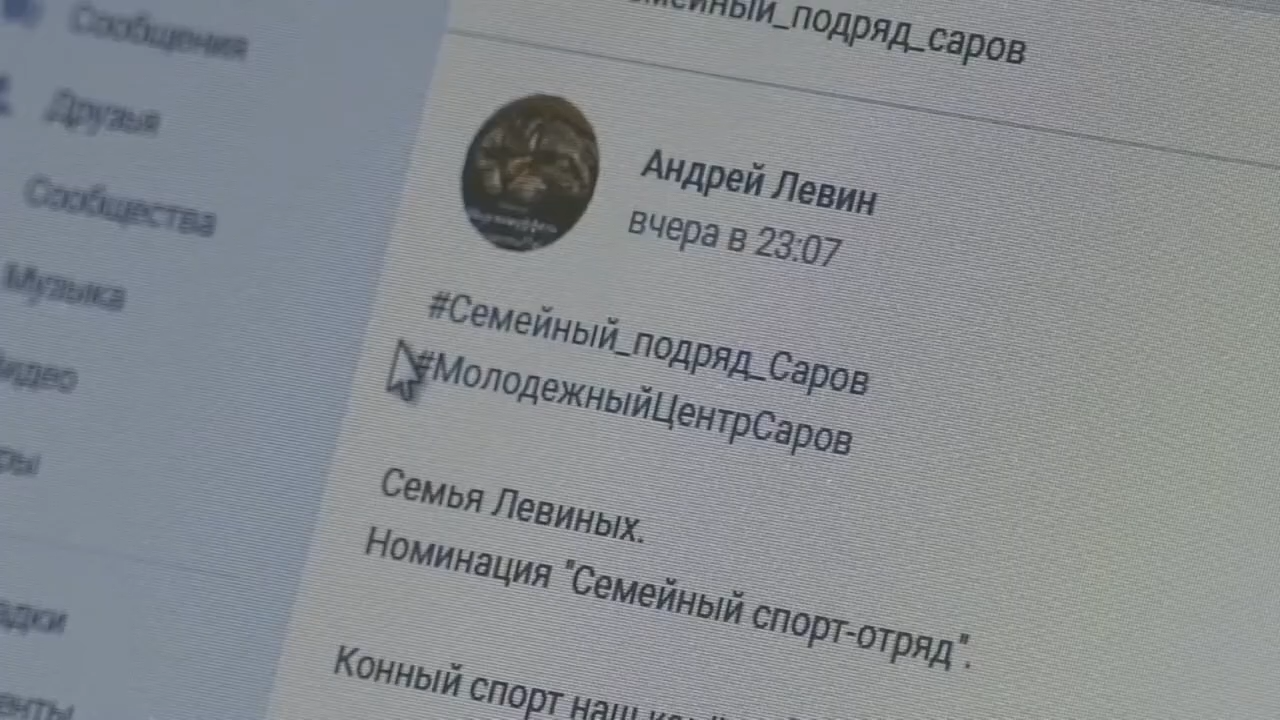 Сообщения
Друзья
Сообщества
Музыка
подряд_саров
Андрей Левин
вчера в 23:07
#Семейный_подряд_Саров
#МолодежныйЦентрСаров
Семья Левиных.
Номинация "Семейный спорт-отряд".
Конный спорт наш